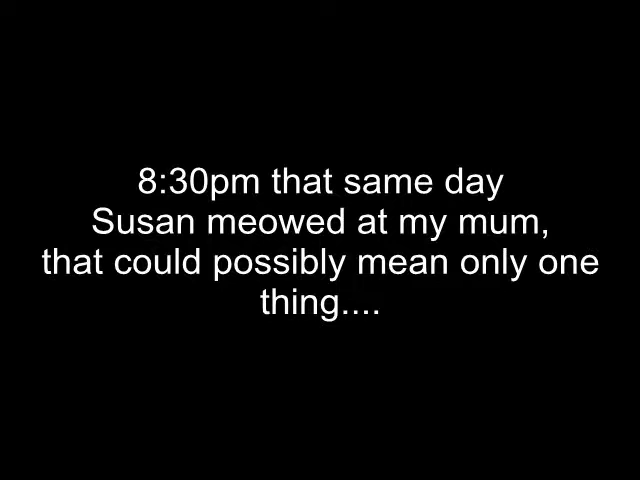 8:30pm that same day
Susan meowed at my mum,
that could possibly mean only one
thing....